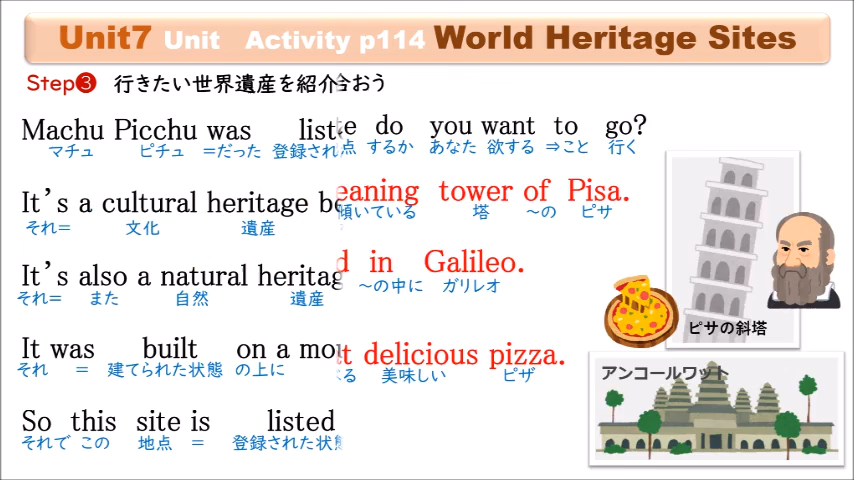 Unit7 Unit Activity p114 World Heritage Sites
Step❸ 行きたい世界遺産を紹介合おう
Machu Picchu was
マチュ ピチュ =だった 登録され
It's a cultural heritage
それ= 文化 遺産
It's also a natural
それ= また 自然 遺産
It was built on a
それ = 建てられた状態 の上に
So this site is listed
それで この 地点 = 登録された状態
do you want to go?
点 するか あなた 欲する ⇒こと 行く
tower of Pisa.
傾いている 塔 ~の ピサ
in Galileo.
~の中に ガリレオ
delicious pizza.
美味しい ピザ
ピサの斜塔
アンコールワット